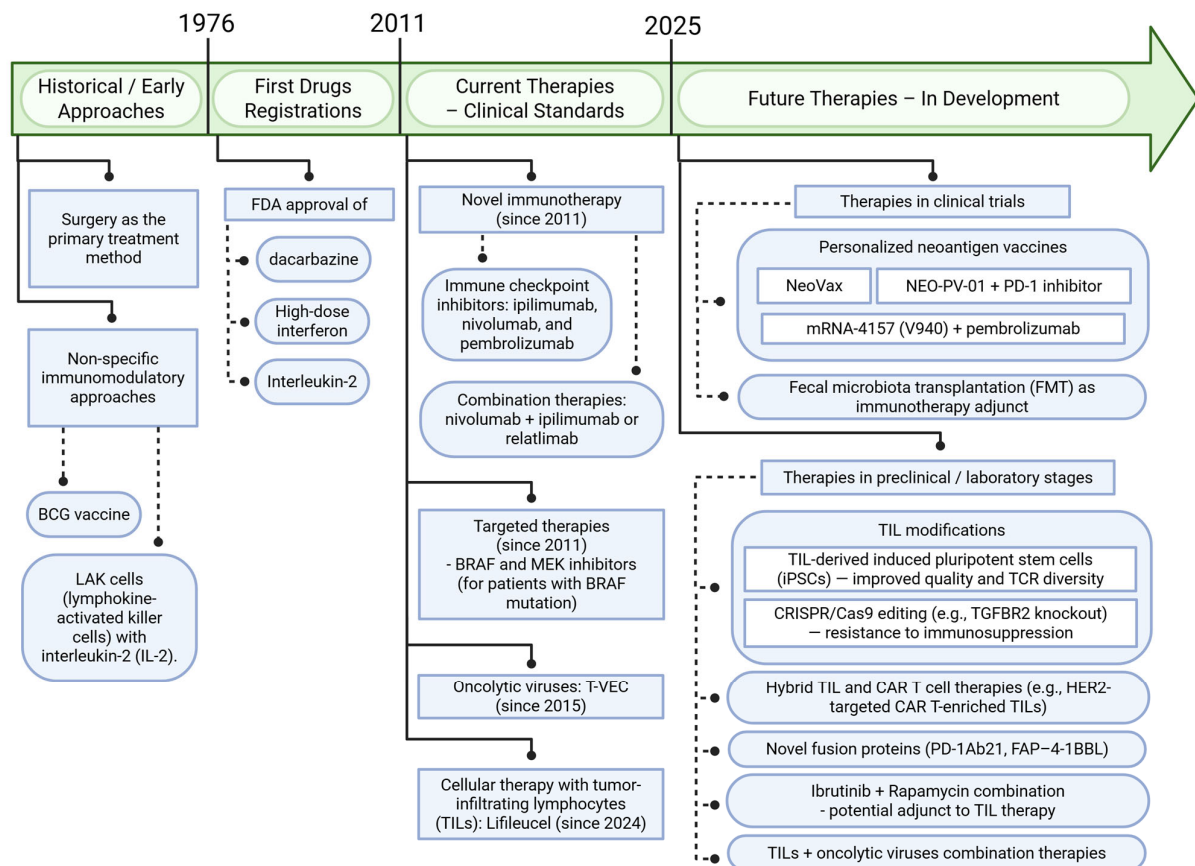 1976
2011
2025
Historical / Early
Approaches
First Drugs
Registrations
Current Therapies
– Clinical Standards
Future Therapies – In Development
Surgery as the
primary treatment
method
Non-specific
immunomodulatory
approaches
BCG vaccine
LAK cells
(lymphokine-
activated killer
cells) with
interleukin-2 (IL-2).
FDA approval of
dacarbazine
High-dose
interferon
Interleukin-2
Novel immunotherapy
(since 2011)
Immune checkpoint
inhibitors: ipilimumab,
nivolumab, and
pembrolizumab
Combination therapies:
nivolumab + ipilimumab or
relatlimab
Targeted therapies
(since 2011)
- BRAF and MEK inhibitors
(for patients with BRAF
mutation)
Oncolytic viruses: T-VEC
(since 2015)
Cellular therapy with tumor-
infiltrating lymphocytes
(TILs): Lifileucel (since 2024)
Therapies in clinical trials
Personalized neoantigen vaccines
NeoVax
NEO-PV-01 + PD-1 inhibitor
mRNA-4157 (V940) + pembrolizumab
Fecal microbiota transplantation (FMT) as
immunotherapy adjunct
Therapies in preclinical / laboratory stages
TIL modifications
TIL-derived induced pluripotent stem cells
(iPSCs) — improved quality and TCR diversity
CRISPR/Cas9 editing (e.g., TGFBR2 knockout)
— resistance to immunosuppression
Hybrid TIL and CAR T cell therapies (e.g., HER2-
targeted CAR T-enriched TILs)
Novel fusion proteins (PD-1Ab21, FAP–4-1BBL)
Ibrutinib + Rapamycin combination
- potential adjunct to TIL therapy
TILs + oncolytic viruses combination therapies